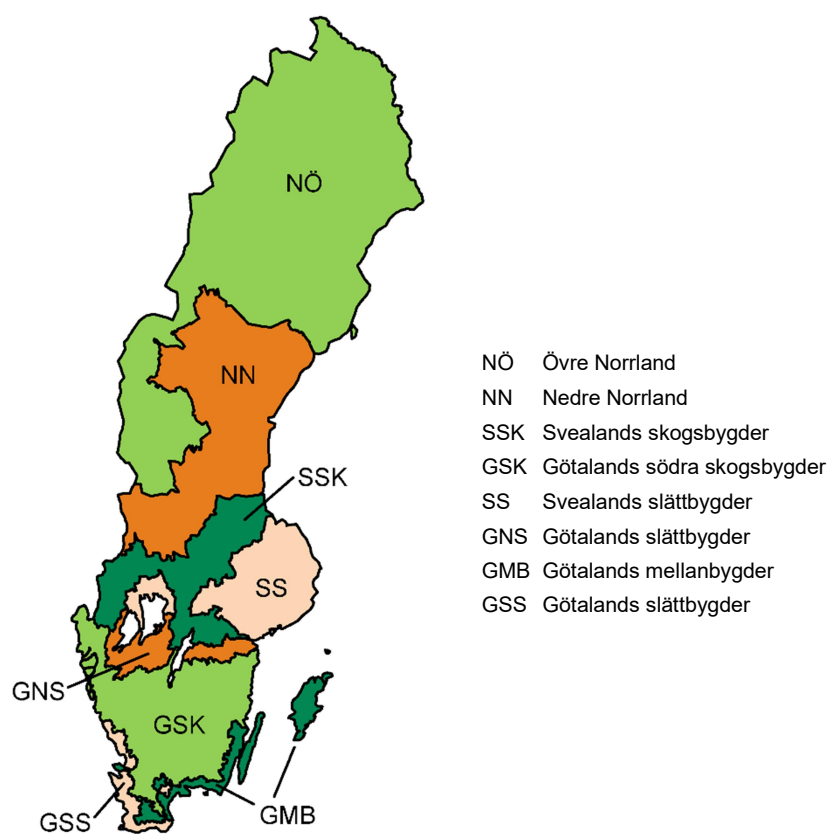 NÖ
NN
SSK
SS
GNS
GSK
GSS
GMB
NÖ Övre Norrland
NN Nedre Norrland
SSK Svealands skogsbygder
GSK Götalands södra skogsbygder
SS Svealands slättbygder
GNS Götalands slättbygder
GMB Götalands mellanbygder
GSS Götalands slättbygder